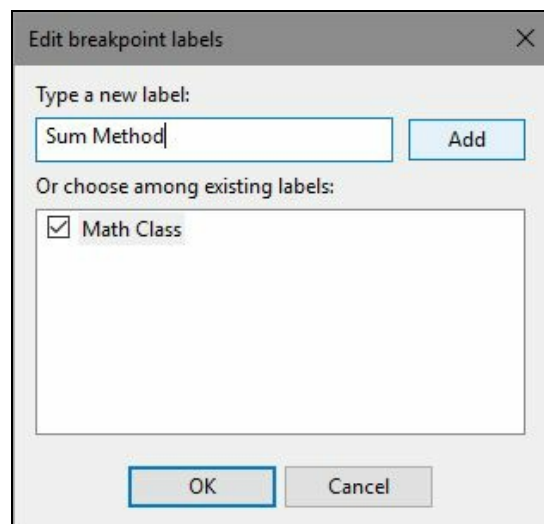 Edit breakpoint labels
Type a new label:
Sum Method
Add
Or choose among existing labels:
Math Class
OK
Cancel